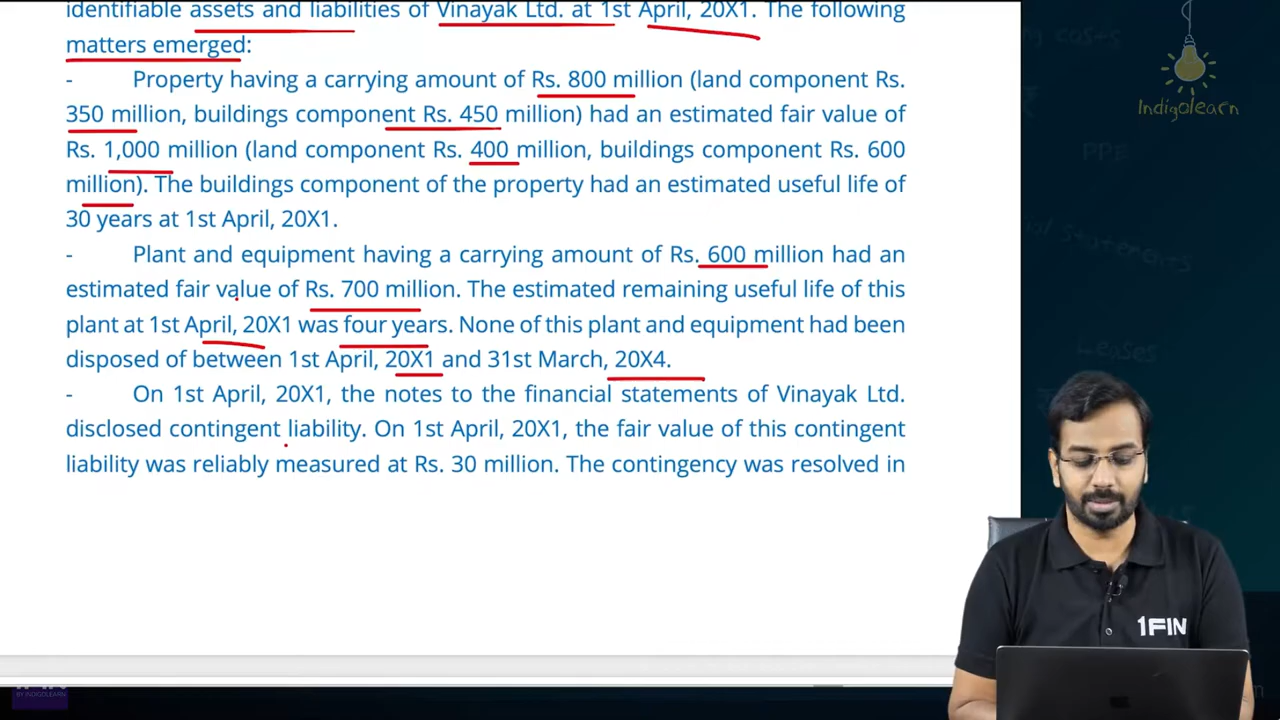 identifiable assets and liabilities of Vinayak Ltd. at 1st April, 20X1. The following
matters emerged:
- Property having a carrying amount of Rs. 800 million (land component Rs.
350 million, buildings component Rs. 450 million) had an estimated fair value of
Rs. 1,000 million (land component Rs. 400 million, buildings component Rs. 600
million). The buildings component of the property had an estimated useful life of
30 years at 1st April, 20X1.
- Plant and equipment having a carrying amount of Rs. 600 million had an
estimated fair value of Rs. 700 million. The estimated remaining useful life of this
plant at 1st April, 20X1 was four years. None of this plant and equipment had been
disposed of between 1st April, 20X1 and 31st March, 20X4.
- On 1st April, 20X1, the notes to the financial statements of Vinayak Ltd.
disclosed contingent liability. On 1st April, 20X1, the fair value of this contingent
liability was reliably measured at Rs. 30 million. The contingency was resolved in
Indigolearn
costs
PPE
Statements
Leases
1FIN
BY INDIGOLEARN